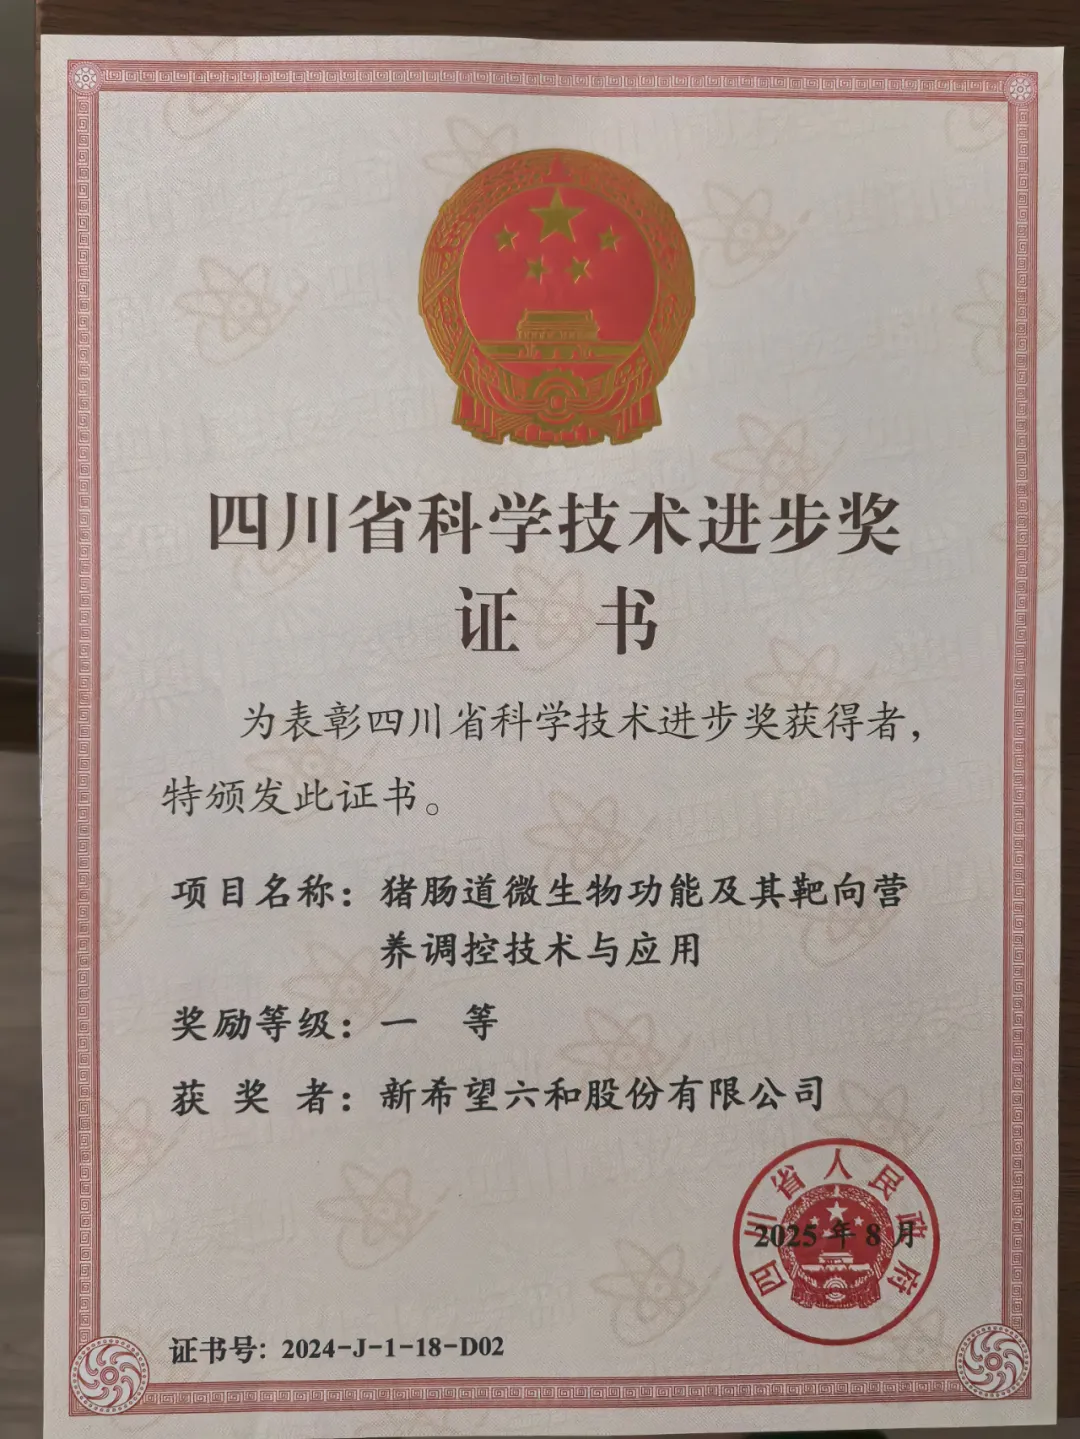 四川省科学技术进步奖
证 书
为表彰四川省科学技术进步奖获得者，
特颁发此证书。
项目名称：猪肠道微生物功能及其靶向营
养调控技术与应用
奖励等级：一 等
获 奖 者：新希望六和股份有限公司
四川省人民政府
2025年8月
证书号：2024-J-1-18-D02